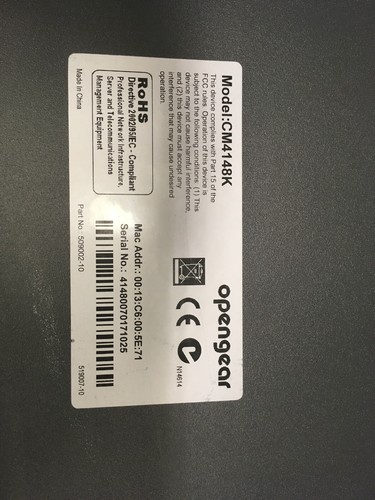 Model:CM4148K
This device complies with Part 15 of the
FCC rules. Operation of this device is
subject to the following conditions: (1) This
device may not cause harmful interference,
and (2) this device must accept any
interference that may cause undesired
operation.
opengear
CE
N14614
RoHS
Directive 2002/95/EC - Compliant
Professional Network Infrastructure,
Server and Telecommunications
Management Equipment
Mac Addr.: 00:13:C6:00:5E:71
Serial No.: 41480070171025
Made in China
Part No. 509002-10
519007-10